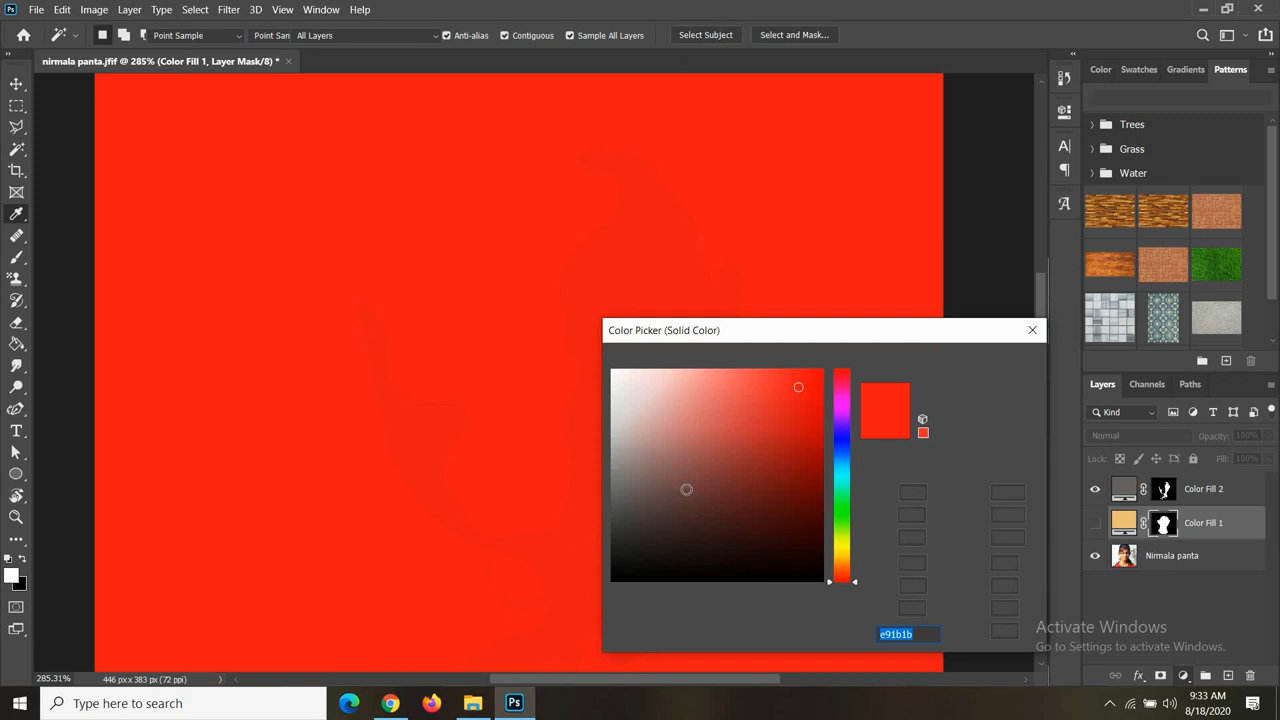 Ps File Edit Image Layer Type Select Filter 3D View Window Help
Point Sample Point San All Layers Anti-alias Contiguous Sample All Layers Select Subject Select and Mask...
nirmala panta.jfif @ 285% (Color Fill 1, Layer Mask/8) *
Color Swatches Gradients Patterns
Trees
Grass
Water
Color Picker (Solid Color)
e91b1b
Layers Channels Paths
Kind
Normal Opacity: 100%
Lock: Fill: 100%
Color Fill 2
Color Fill 1
Nirmala panta
Activate Windows
Go to Settings to activate Windows.
285.31% 446 px x 383 px (72 ppi)
Type here to search
Ps
9:33 AM
8/18/2020